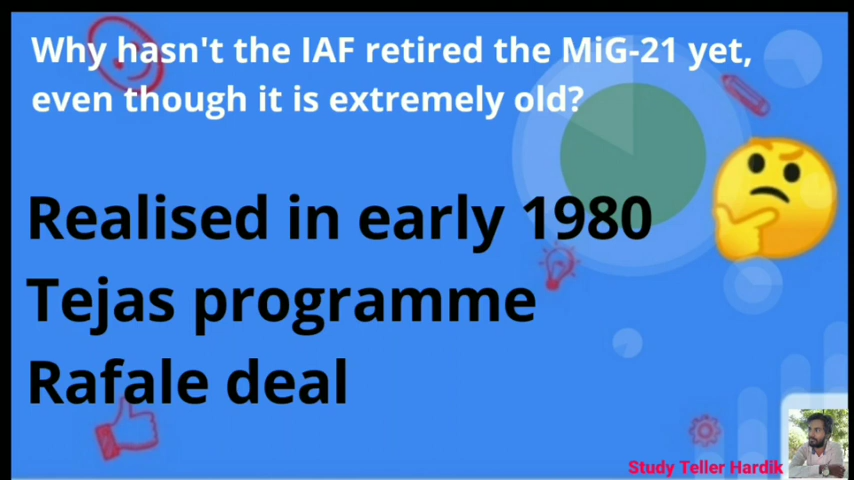 Why hasn't the IAF retired the MiG-21 yet,
even though it is extremely old?
Realised in early 1980
Tejas programme
Rafale deal
Study Teller Hardik